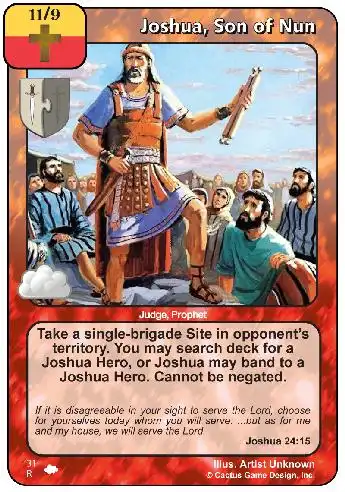 11/9
Joshua, Son of Nun
Judge, Prophet
Take a single-brigade Site in opponent's
territory. You may search deck for a
Joshua Hero, or Joshua may band to a
Joshua Hero. Cannot be negated.
If it is disagreeable in your sight to serve the Lord, choose
for yourselves today whom you will serve: ...but as for me
and my house, we will serve the Lord.
Joshua 24:15
R
Illus. Artist Unknown
© Cactus Game Design, Inc.